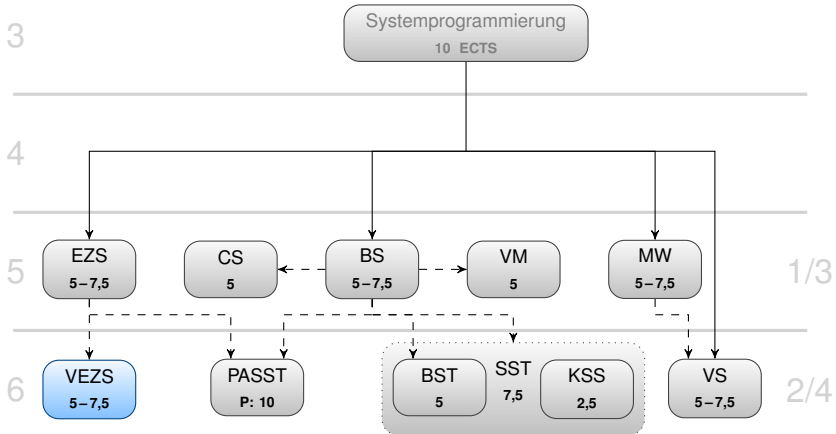 3
Systemprogrammierung
10 ECTS
4
5
EZS
5–7,5
CS
5
BS
5–7,5
VM
5
MW
5–7,5
1/3
6
VEZS
5–7,5
PASST
P: 10
BST
5
SST
7,5
KSS
2,5
VS
5–7,5
2/4